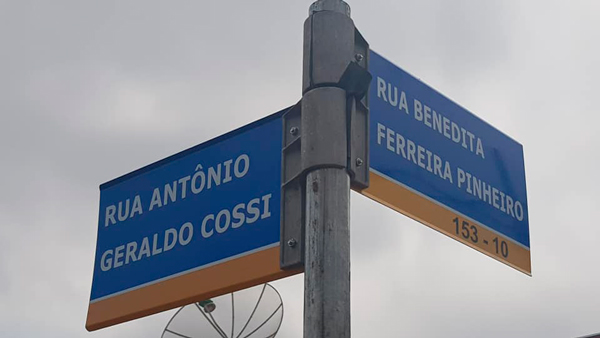 RUA ANTÔNIO
GERALDO COSSI
RUA BENEDITA
FERREIRA PINHEIRO
153 - 10